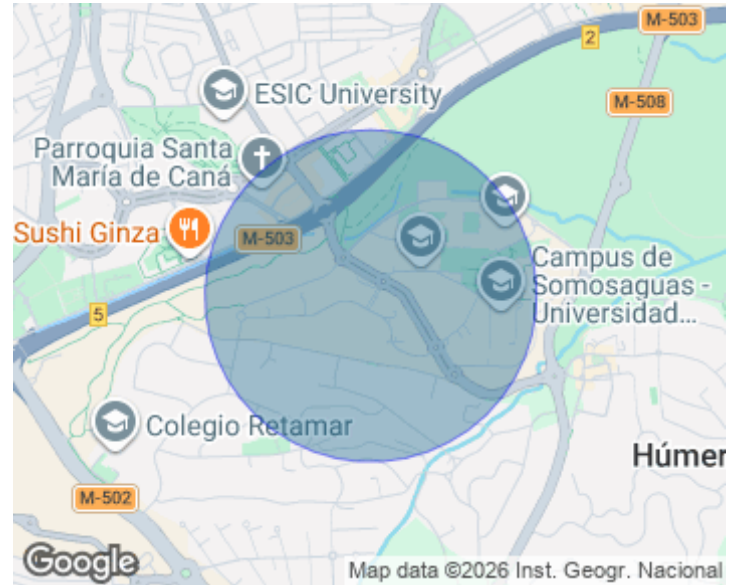 M-503
2
ESIC University
M-508
Parroquia Santa
María de Caná
Sushi Ginza
M-503
Campus de
Somosaguas -
Universidad...
5
Colegio Retamar
Húmer
M-502
Google
Map data ©2026 Inst. Geogr. Nacional